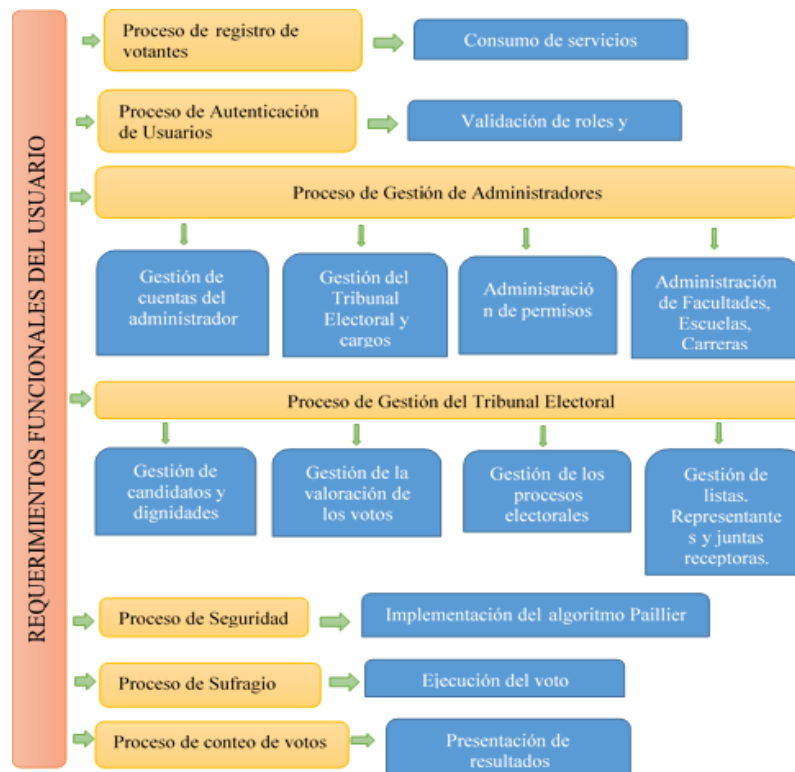 REQUERIMIENTOS FUNCIONALES DEL USUARIO
Proceso de registro de
votantes
Consumo de servicios
Proceso de Autenticación
de Usuarios
Validación de roles y
Proceso de Gestión de Administradores
Gestión de
cuentas del
administrador
Gestión del
Tribunal
Electoral y
cargos
Administració
n de permisos
Administración
de Facultades,
Escuelas,
Carreras
Proceso de Gestión del Tribunal Electoral
Gestión de
candidatos y
dignidades
Gestión de la
valoración de
los votos
Gestión de los
procesos
electorales
Gestión de
listas.
Representante
s y juntas
receptoras.
Proceso de Seguridad
Implementación del algoritmo Paillier
Proceso de Sufragio
Ejecución del voto
Proceso de conteo de votos
Presentación de
resultados